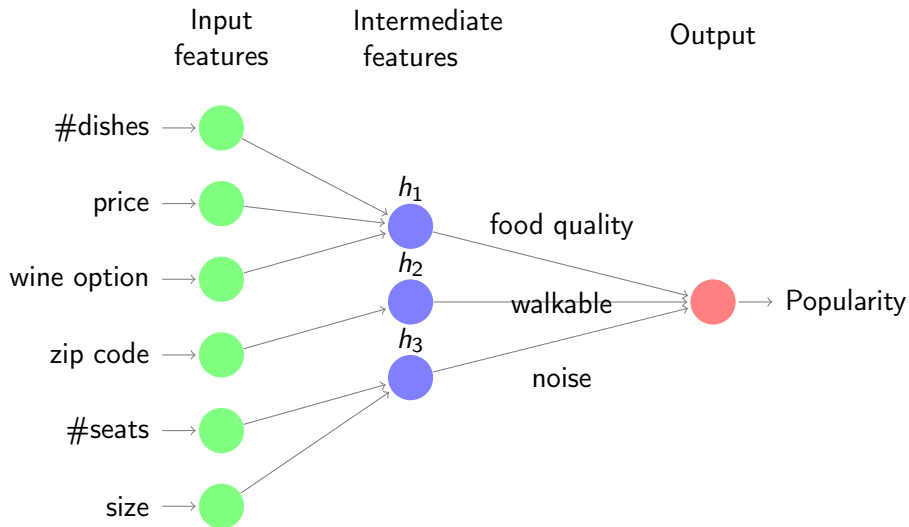 Input
features
Intermediate
features
Output
#dishes
price
wine option
zip code
#seats
size
h1
h2
h3
food quality
walkable
noise
Popularity